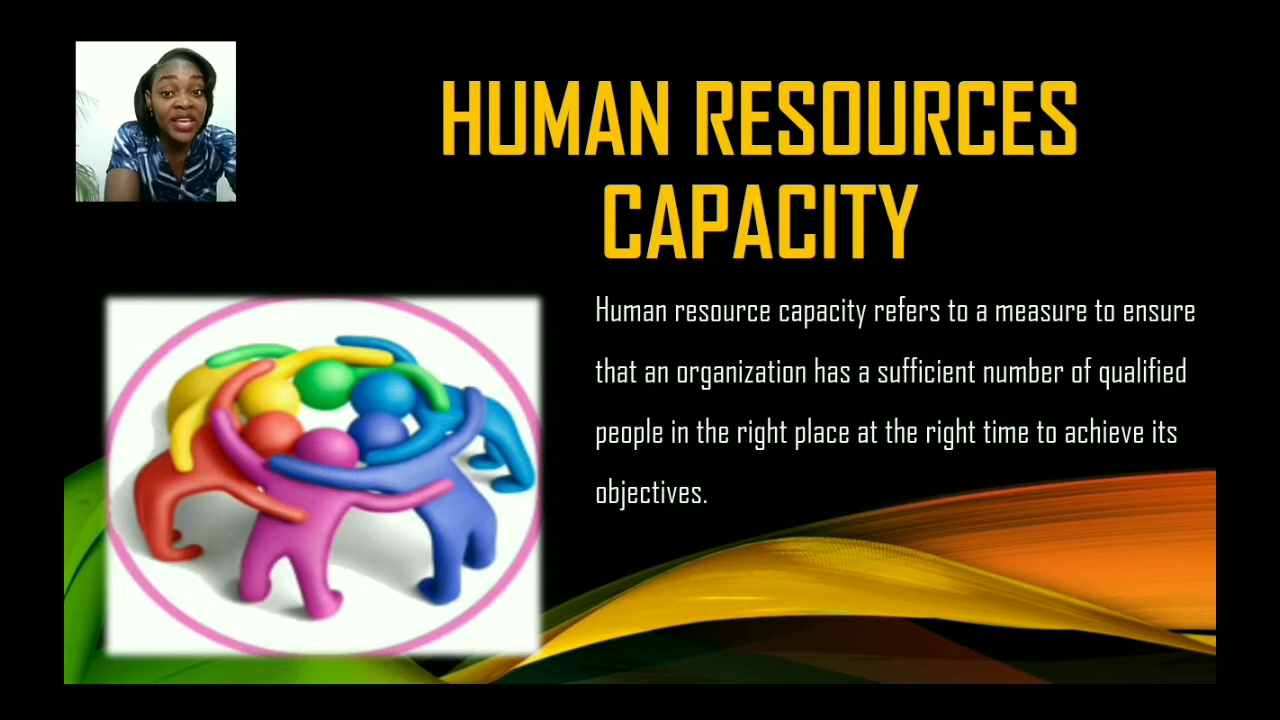 HUMAN RESOURCES
CAPACITY
Human resource capacity refers to a measure to ensure
that an organization has a sufficient number of qualified
people in the right place at the right time to achieve its
objectives.